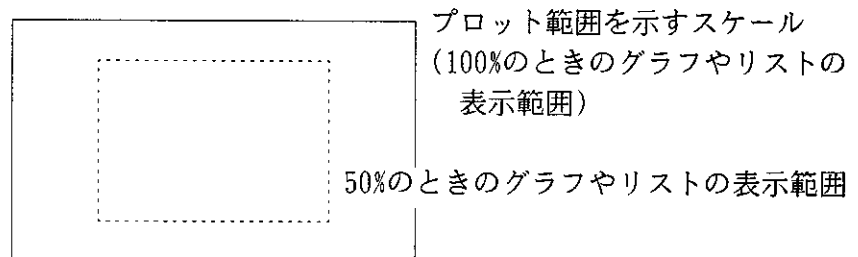 プロット範囲を示すスケール
(100%のときのグラフやリストの
表示範囲)
50%のときのグラフやリストの表示範囲